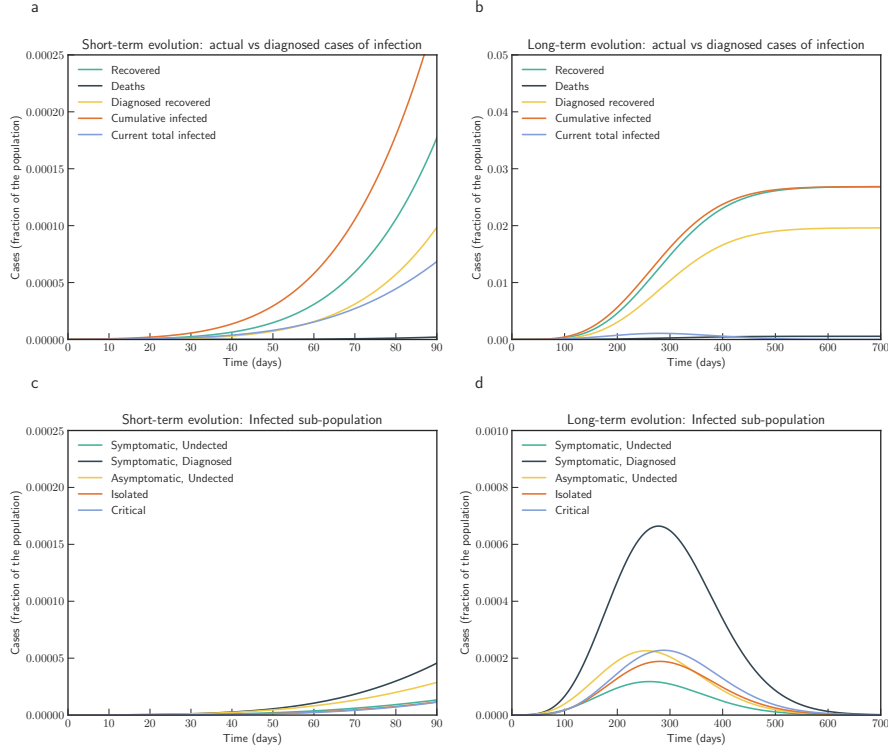 a
Short-term evolution: actual vs diagnosed cases of infection
Cases (fraction of the population)
0.00025
0.00020
0.00015
0.00010
0.00005
0.00000
Recovered
Deaths
Diagnosed recovered
Cumulative infected
Current total infected
0 10 20 30 40 50 60 70 80 90
Time (days)
b
Long-term evolution: actual vs diagnosed cases of infection
Cases (fraction of the population)
0.05
0.04
0.03
0.02
0.01
0.00
Recovered
Deaths
Diagnosed recovered
Cumulative infected
Current total infected
0 100 200 300 400 500 600 700
Time (days)
c
Short-term evolution: Infected sub-population
Cases (fraction of the population)
0.00025
0.00020
0.00015
0.00010
0.00005
0.00000
Symptomatic, Undected
Symptomatic, Diagnosed
Asymptomatic, Undected
Isolated
Critical
0 10 20 30 40 50 60 70 80 90
Time (days)
d
Long-term evolution: Infected sub-population
Cases (fraction of the population)
0.0010
0.0008
0.0006
0.0004
0.0002
0.0000
Symptomatic, Undected
Symptomatic, Diagnosed
Asymptomatic, Undected
Isolated
Critical
0 100 200 300 400 500 600 700
Time (days)